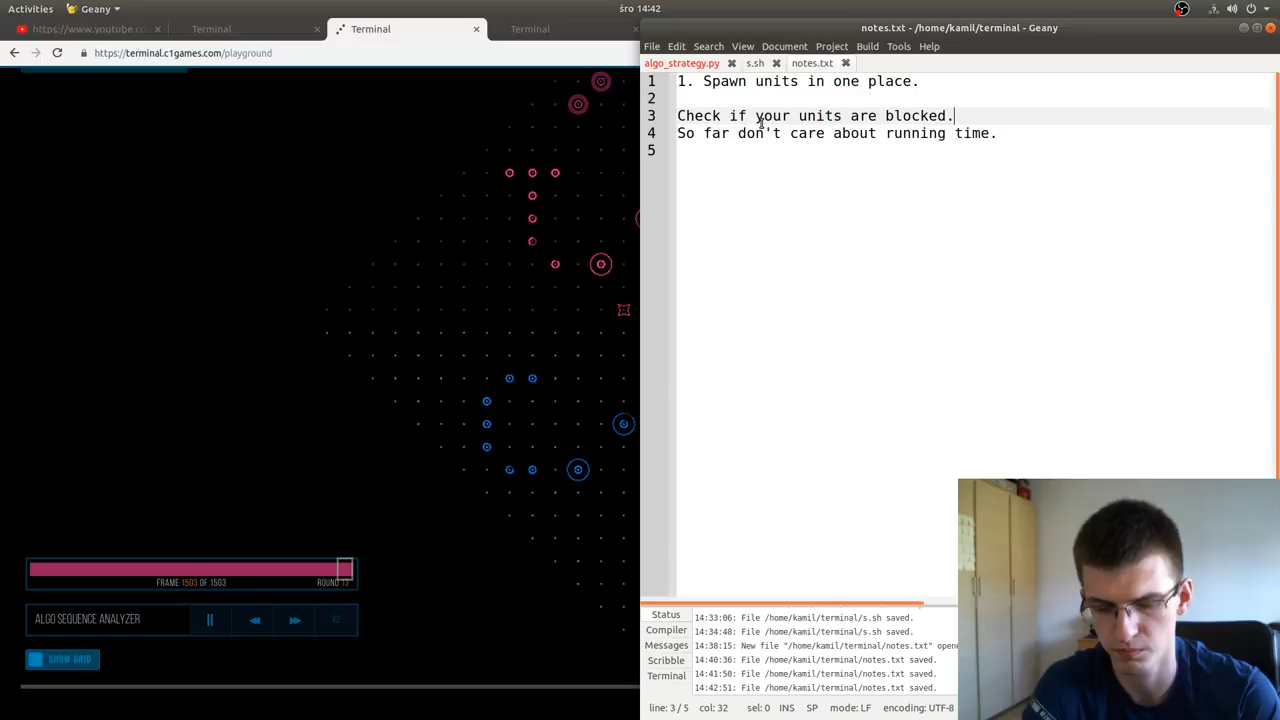 Activities
Geany
śro 14:42
https://www.youtube.c
Terminal
Terminal
Terminal
https://terminal.c1games.com/playground
FRAME 1503 OF 1503
ROUND 13
ALGO SEQUENCE ANALYZER
X2
SHOW GRID
notes.txt - /home/kamil/terminal - Geany
File Edit Search View Document Project Build Tools Help
algo_strategy.py
s.sh
notes.txt
1 1. Spawn units in one place.
2
3 Check if your units are blocked.
4 So far don't care about running time.
5
Status
Compiler
Messages
Scribble
Terminal
14:33:06: File /home/kamil/terminal/s.sh saved.
14:34:48: File /home/kamil/terminal/s.sh saved.
14:38:15: New file "/home/kamil/terminal/notes.txt" opene
14:40:36: File /home/kamil/terminal/notes.txt saved.
14:41:50: File /home/kamil/terminal/notes.txt saved.
14:42:51: File /home/kamil/terminal/notes.txt saved.
line: 3 / 5 col: 32 sel: 0 INS SP mode: LF encoding: UTF-8